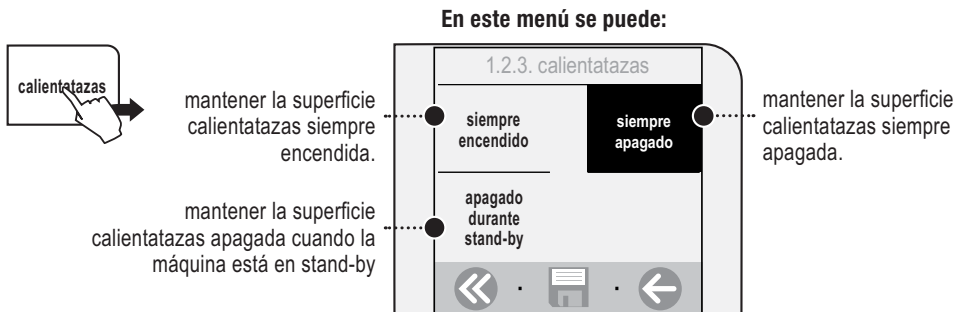 En este menú se puede:
calientatazas
1.2.3. calientatazas
mantener la superficie
calientatazas siempre
encendida.
siempre
encendido
siempre
apagado
mantener la superficie
calientatazas siempre
apagada.
mantener la superficie
calientatazas apagada cuando la
máquina está en stand-by
apagado
durante
stand-by